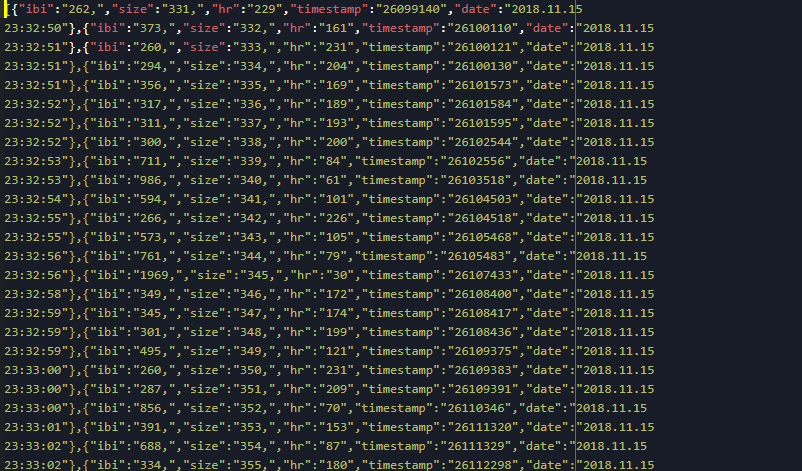 [{"ibi":"262,","size":"331,","hr":"229","timestamp":"26099140","date":"2018.11.15
23:32:50"},{"ibi":"373,","size":"332,","hr":"161","timestamp":"26100110","date":"2018.11.15
23:32:51"},{"ibi":"260,","size":"333,","hr":"231","timestamp":"26100121","date":"2018.11.15
23:32:51"},{"ibi":"294,","size":"334,","hr":"204","timestamp":"26100130","date":"2018.11.15
23:32:51"},{"ibi":"356,","size":"335,","hr":"169","timestamp":"26101573","date":"2018.11.15
23:32:52"},{"ibi":"317,","size":"336,","hr":"189","timestamp":"26101584","date":"2018.11.15
23:32:52"},{"ibi":"311,","size":"337,","hr":"193","timestamp":"26101595","date":"2018.11.15
23:32:52"},{"ibi":"300,","size":"338,","hr":"200","timestamp":"26102544","date":"2018.11.15
23:32:53"},{"ibi":"711,","size":"339,","hr":"84","timestamp":"26102556","date":"2018.11.15
23:32:53"},{"ibi":"986,","size":"340,","hr":"61","timestamp":"26103518","date":"2018.11.15
23:32:54"},{"ibi":"594,","size":"341,","hr":"101","timestamp":"26104503","date":"2018.11.15
23:32:55"},{"ibi":"266,","size":"342,","hr":"226","timestamp":"26104518","date":"2018.11.15
23:32:55"},{"ibi":"573,","size":"343,","hr":"105","timestamp":"26105468","date":"2018.11.15
23:32:56"},{"ibi":"761,","size":"344,","hr":"79","timestamp":"26105483","date":"2018.11.15
23:32:56"},{"ibi":"1969,","size":"345,","hr":"30","timestamp":"26107433","date":"2018.11.15
23:32:58"},{"ibi":"349,","size":"346,","hr":"172","timestamp":"26108400","date":"2018.11.15
23:32:59"},{"ibi":"345,","size":"347,","hr":"174","timestamp":"26108417","date":"2018.11.15
23:32:59"},{"ibi":"301,","size":"348,","hr":"199","timestamp":"26108436","date":"2018.11.15
23:32:59"},{"ibi":"495,","size":"349,","hr":"121","timestamp":"26109375","date":"2018.11.15
23:33:00"},{"ibi":"260,","size":"350,","hr":"231","timestamp":"26109383","date":"2018.11.15
23:33:00"},{"ibi":"287,","size":"351,","hr":"209","timestamp":"26109391","date":"2018.11.15
23:33:00"},{"ibi":"856,","size":"352,","hr":"70","timestamp":"26110346","date":"2018.11.15
23:33:01"},{"ibi":"391,","size":"353,","hr":"153","timestamp":"26111320","date":"2018.11.15
23:33:02"},{"ibi":"688,","size":"354,","hr":"87","timestamp":"26111329","date":"2018.11.15
23:33:02"},{"ibi":"334,","size":"355,","hr":"180","timestamp":"26112298","date":"2018.11.15